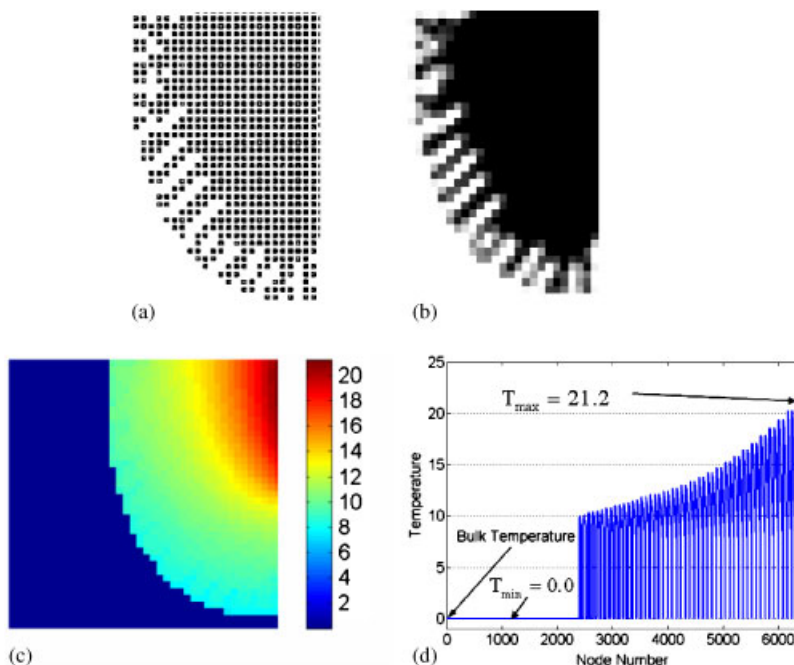 (a)
(b)
20
18
16
14
12
10
8
6
4
2
(c)
25
20
15
10
5
0
Temperature
T_max = 21.2
Bulk Temperature
T_min = 0.0
0 1000 2000 3000 4000 5000 6000
Node Number
(d)